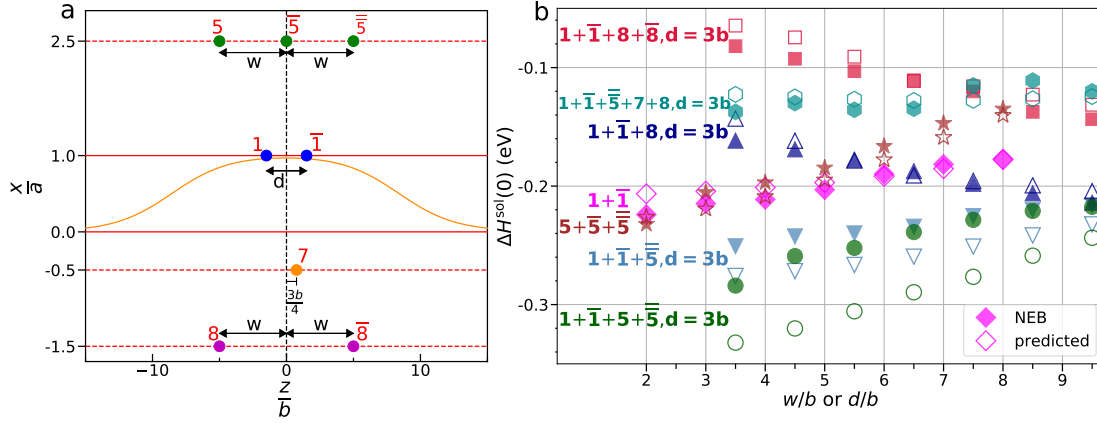 a
5
5̅
5̿
w
w
2.5
1
1̅
d
1.0
x/a
0.0
7
-0.5
3b/4
8
w
w
8̅
-1.5
−10
0
10
z/b
b
1+1̅+8+8̅,d = 3b
1+1̅+5̿+7+8,d = 3b
1+1̅+8,d = 3b
1+1̅
5+5̅+5̿
1+1̅+5̿,d = 3b
1+1̅+5+5̿,d = 3b
-0.1
-0.2
-0.3
ΔH^sol(0) (eV)
NEB
predicted
2 3 4 5 6 7 8 9
w/b or d/b